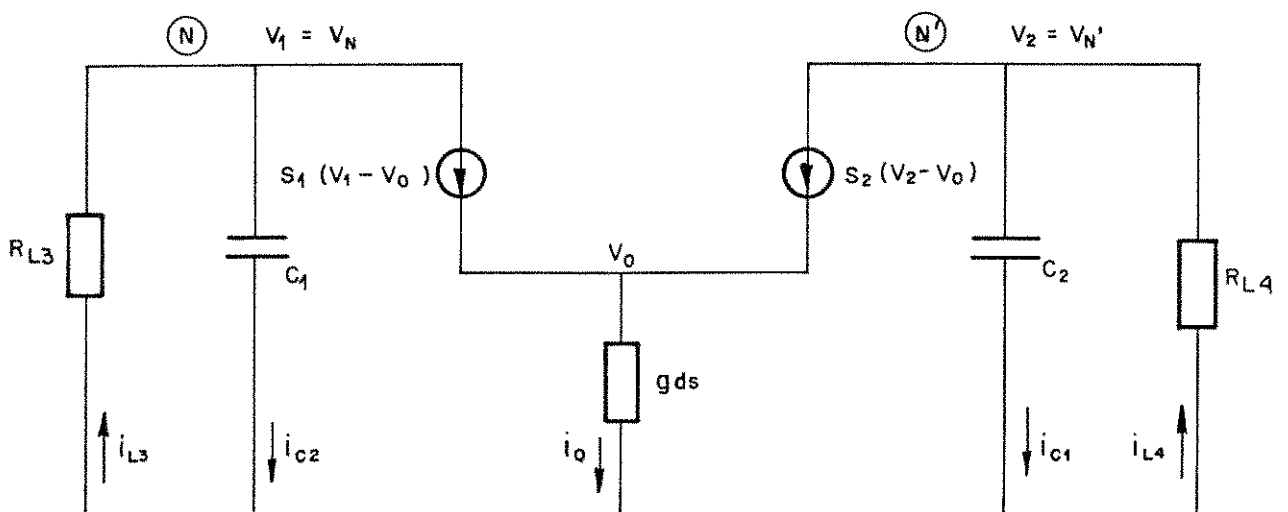 N V1 = VN
N' V2 = VN'
S1 (V1 - V0)
S2 (V2 - V0)
RL3
C1
V0
C2
RL4
gds
iL3
iC2
i0
iC1
iL4